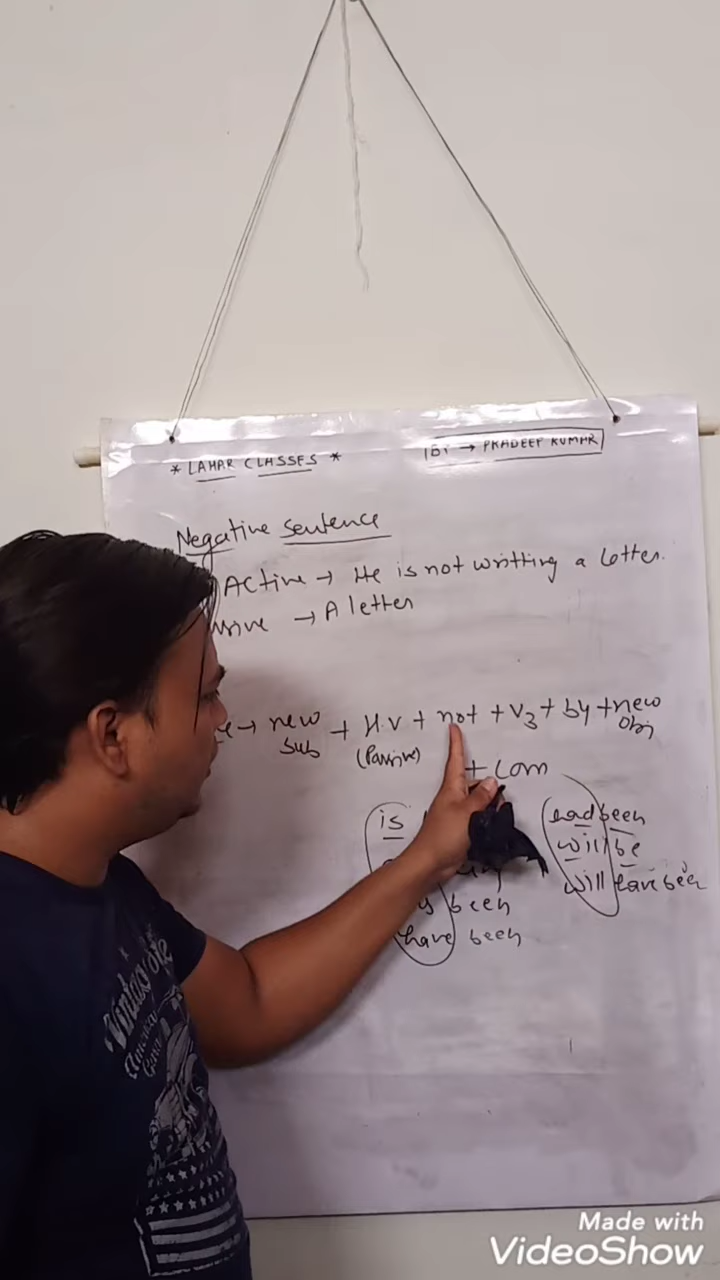 * LAHAR CLASSES *
BY → PRADEEP KUMAR
Negative Sentence
Active → He is not writting a letter.
→ A letter
→ new sub + H.V (Passive) + not + V3 + by + new obj
+ com
is
been
have been
had been
will be
will have been
Vintage
Made with
VideoShow